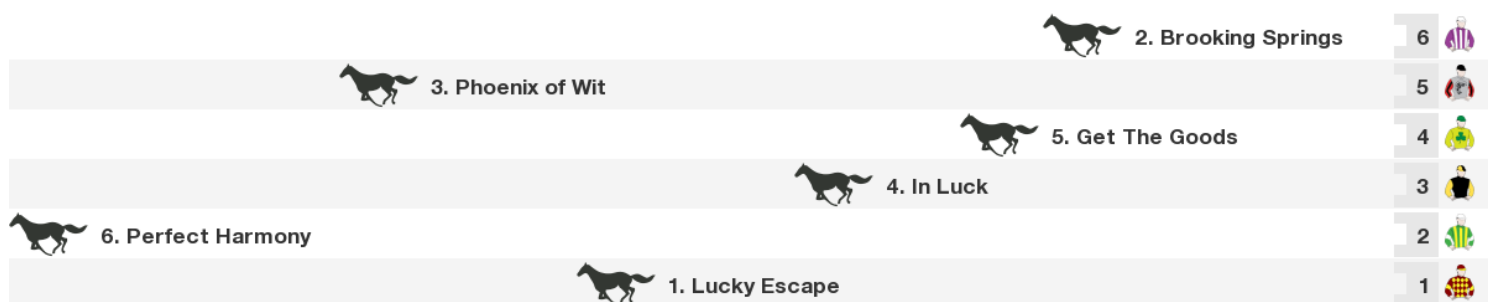 2. Brooking Springs 6
3. Phoenix of Wit 5
5. Get The Goods 4
4. In Luck 3
6. Perfect Harmony 2
1. Lucky Escape 1